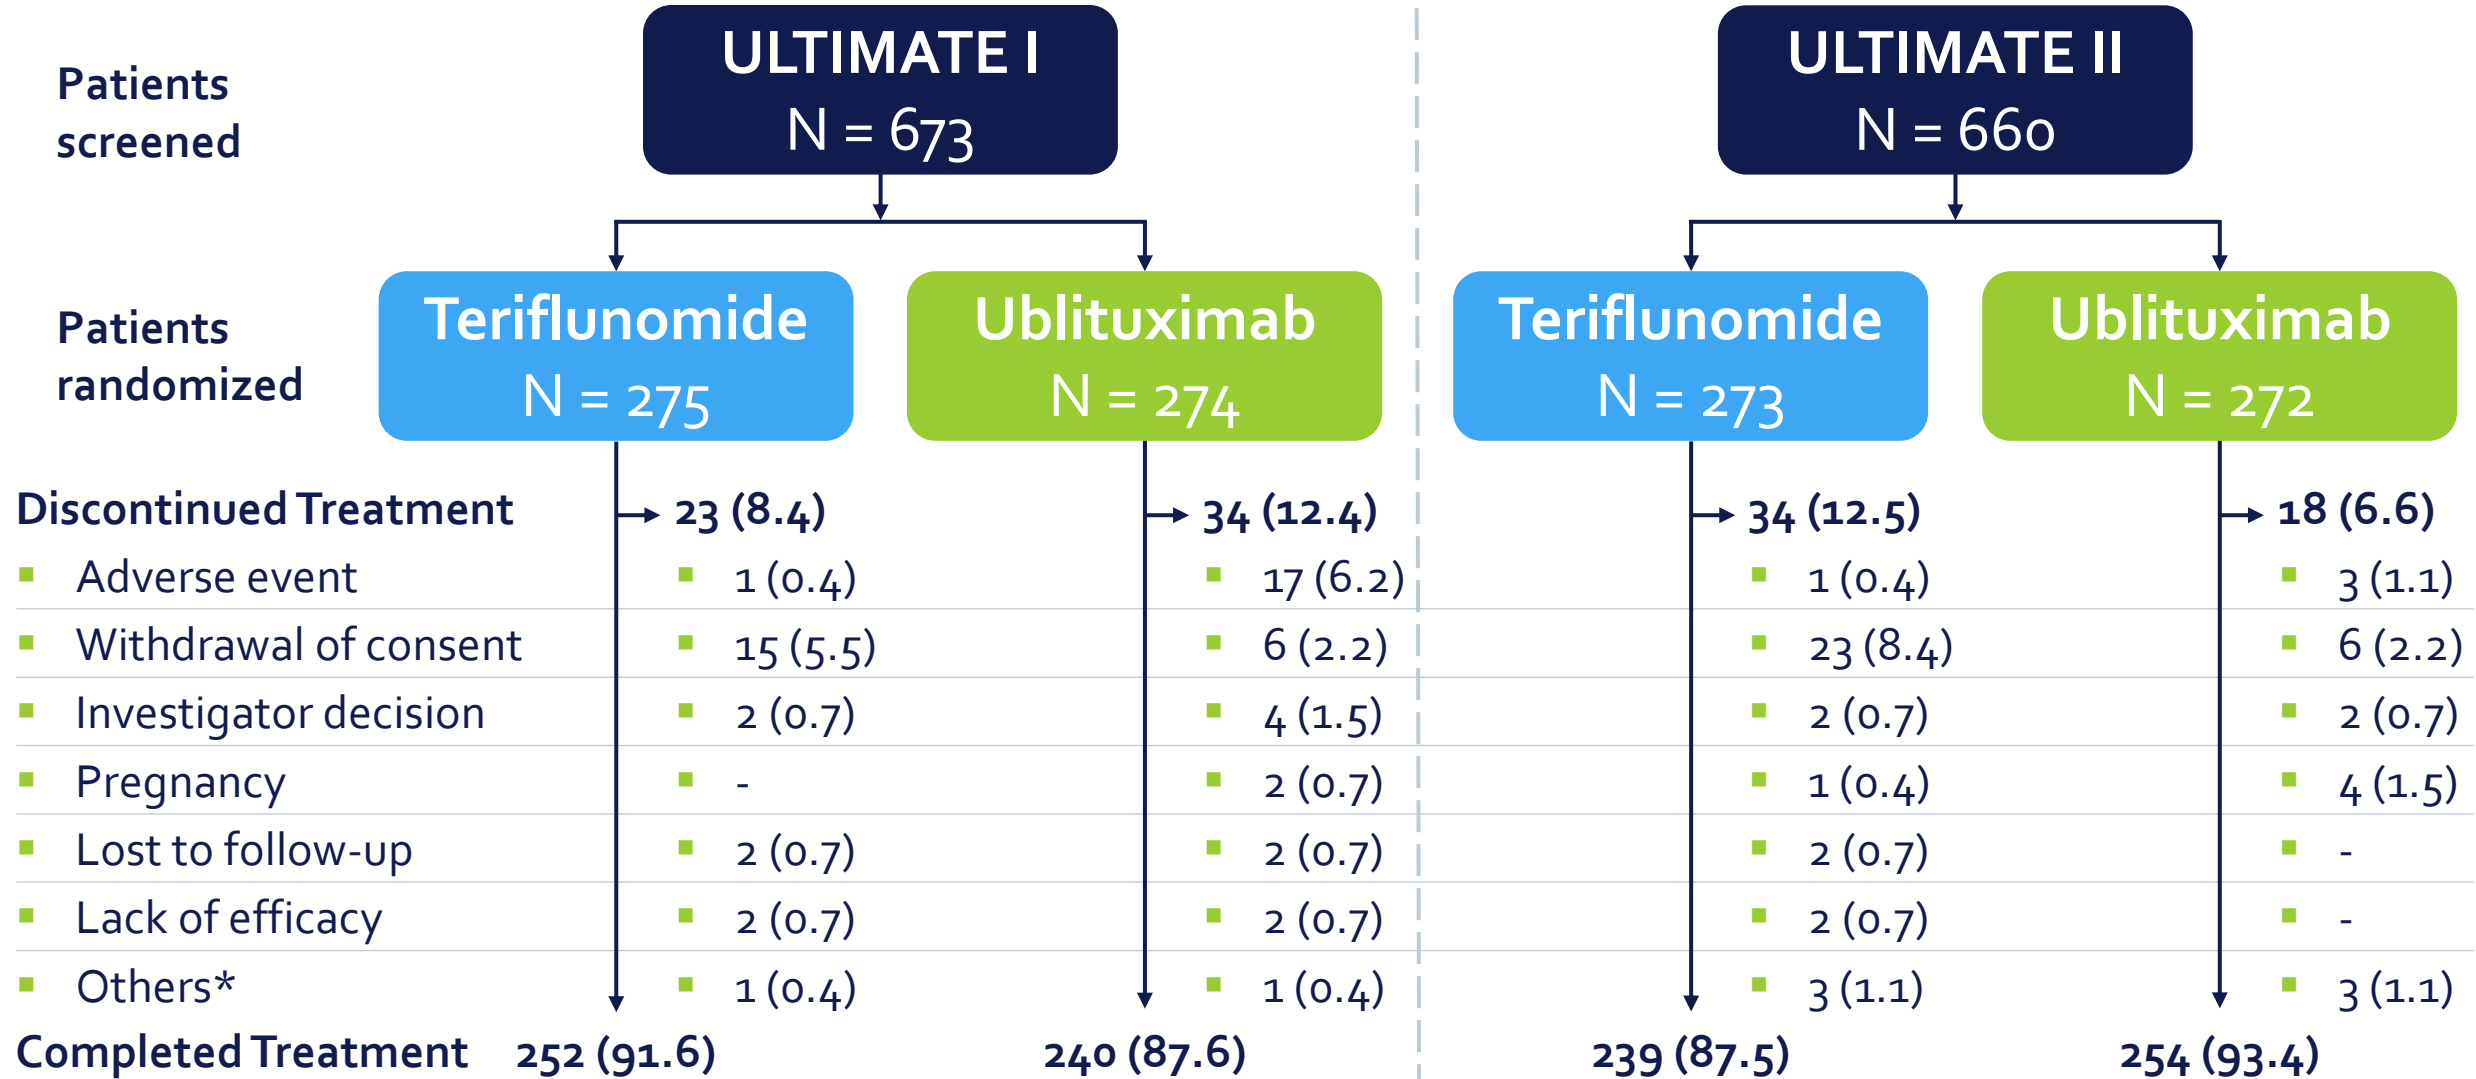 Patients
screened
ULTIMATE I
N = 673
ULTIMATE II
N = 660
Patients
randomized
Teriflunomide
N = 275
Ublituximab
N = 274
Teriflunomide
N = 273
Ublituximab
N = 272
Discontinued Treatment 23 (8.4) 34 (12.4) 34 (12.5) 18 (6.6)
Adverse event 1 (0.4) 17 (6.2) 1 (0.4) 3 (1.1)
Withdrawal of consent 15 (5.5) 6 (2.2) 23 (8.4) 6 (2.2)
Investigator decision 2 (0.7) 4 (1.5) 2 (0.7) 2 (0.7)
Pregnancy - 2 (0.7) 1 (0.4) 4 (1.5)
Lost to follow-up 2 (0.7) 2 (0.7) 2 (0.7) -
Lack of efficacy 2 (0.7) 2 (0.7) 2 (0.7) -
Others* 1 (0.4) 1 (0.4) 3 (1.1) 3 (1.1)
Completed Treatment 252 (91.6) 240 (87.6) 239 (87.5) 254 (93.4)